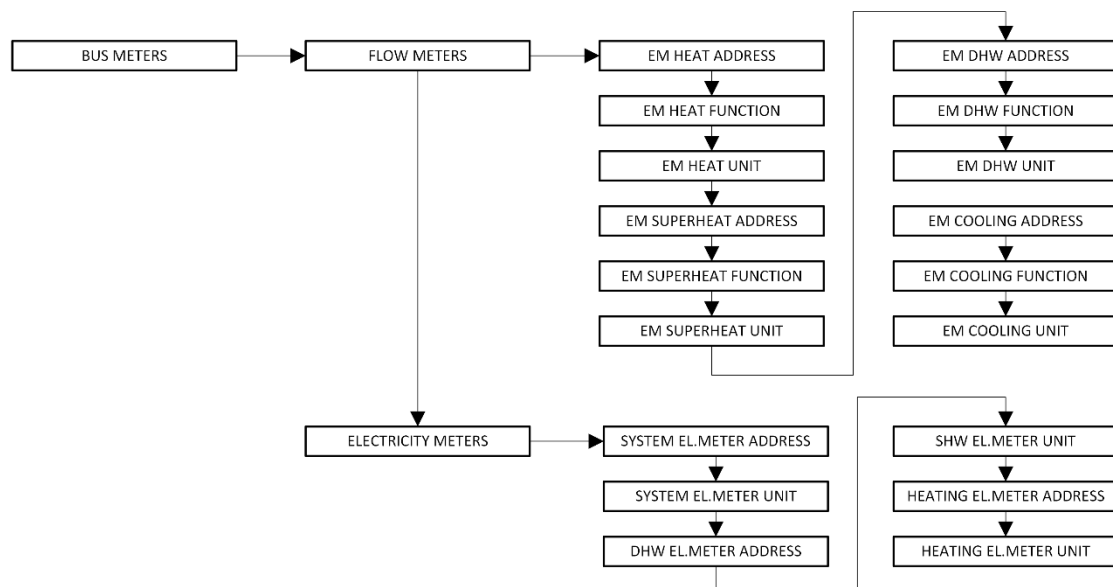 BUS METERS
FLOW METERS
EM HEAT ADDRESS
EM HEAT FUNCTION
EM HEAT UNIT
EM SUPERHEAT ADDRESS
EM SUPERHEAT FUNCTION
EM SUPERHEAT UNIT
EM DHW ADDRESS
EM DHW FUNCTION
EM DHW UNIT
EM COOLING ADDRESS
EM COOLING FUNCTION
EM COOLING UNIT
ELECTRICITY METERS
SYSTEM EL.METER ADDRESS
SYSTEM EL.METER UNIT
DHW EL.METER ADDRESS
SHW EL.METER UNIT
HEATING EL.METER ADDRESS
HEATING EL.METER UNIT